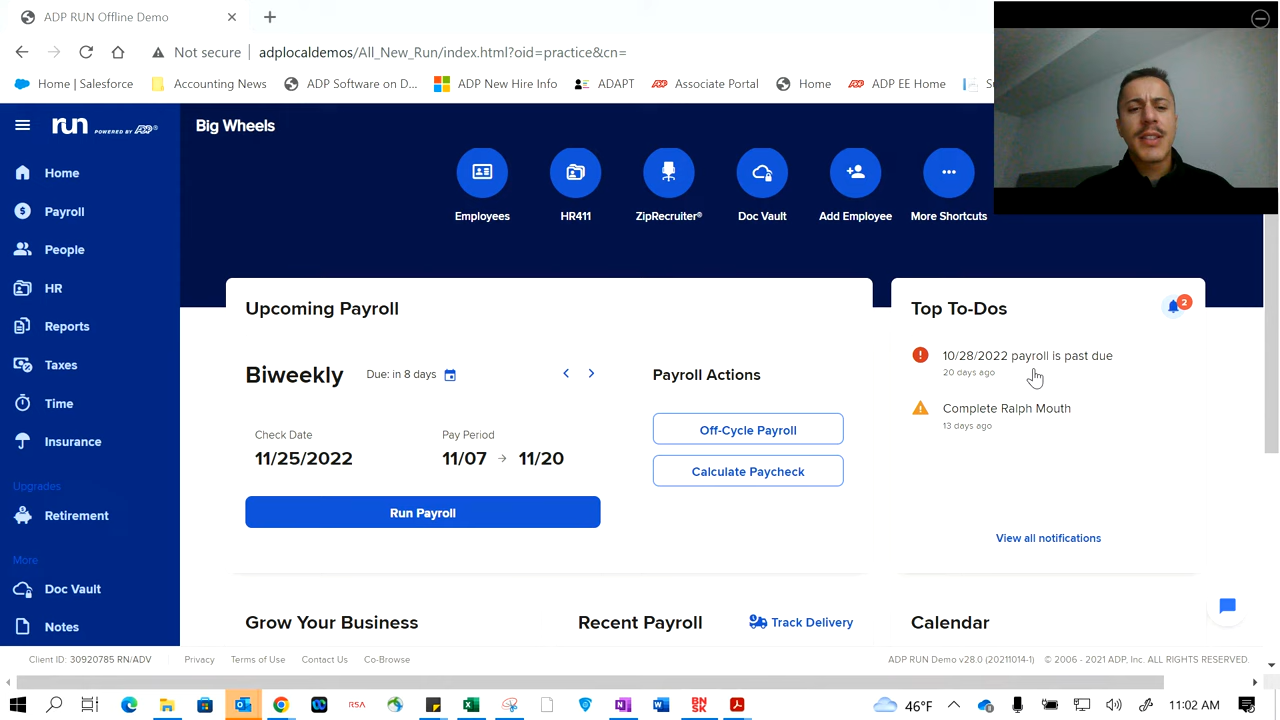 ADP RUN Offline Demo
Not secure adplocaldemos/All_New_Run/index.html?oid=practice&cn=
Home | Salesforce Accounting News ADP Software on D... ADP New Hire Info ADAPT Associate Portal Home ADP EE Home
run POWERED BY ADP® Big Wheels
Employees HR411 ZipRecruiter® Doc Vault Add Employee More Shortcuts
Home
Payroll
People
HR
Reports
Taxes
Time
Insurance
Upgrades
Retirement
More
Doc Vault
Notes
Upcoming Payroll
Biweekly Due: in 8 days
Check Date Pay Period
11/25/2022 11/07 → 11/20
Run Payroll
Payroll Actions
Off-Cycle Payroll
Calculate Paycheck
Top To-Dos 2
10/28/2022 payroll is past due
20 days ago
Complete Ralph Mouth
13 days ago
View all notifications
Grow Your Business
Recent Payroll Track Delivery
Calendar
Client ID: 30920785 RN/ADV Privacy Terms of Use Contact Us Co-Browse ADP RUN Demo v28.0 (20211014-1) © 2006 - 2021 ADP, Inc. ALL RIGHTS RESERVED.
RSA BNSK 46°F 11:02 AM